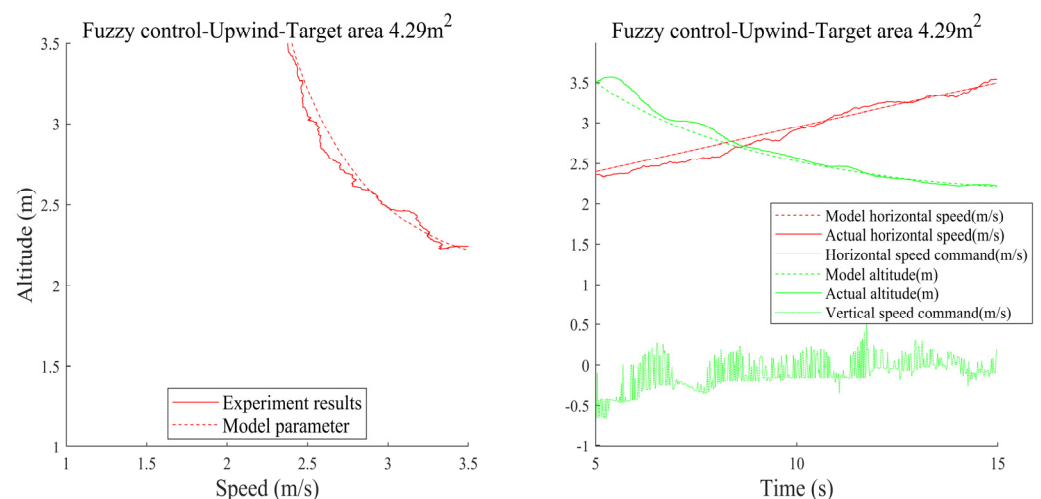 Fuzzy control-Upwind-Target area 4.29m²
3.5
3
2.5
2
1.5
1
Altitude (m)
Experiment results
Model parameter
1
1.5
2
2.5
3
3.5
Speed (m/s)
Fuzzy control-Upwind-Target area 4.29m²
3.5
3
2.5
2
1.5
1
0.5
0
-0.5
-1
Model horizontal speed(m/s)
Actual horizontal speed(m/s)
Horizontal speed command(m/s)
Model altitude(m)
Actual altitude(m)
Vertical speed command(m/s)
5
10
15
Time (s)